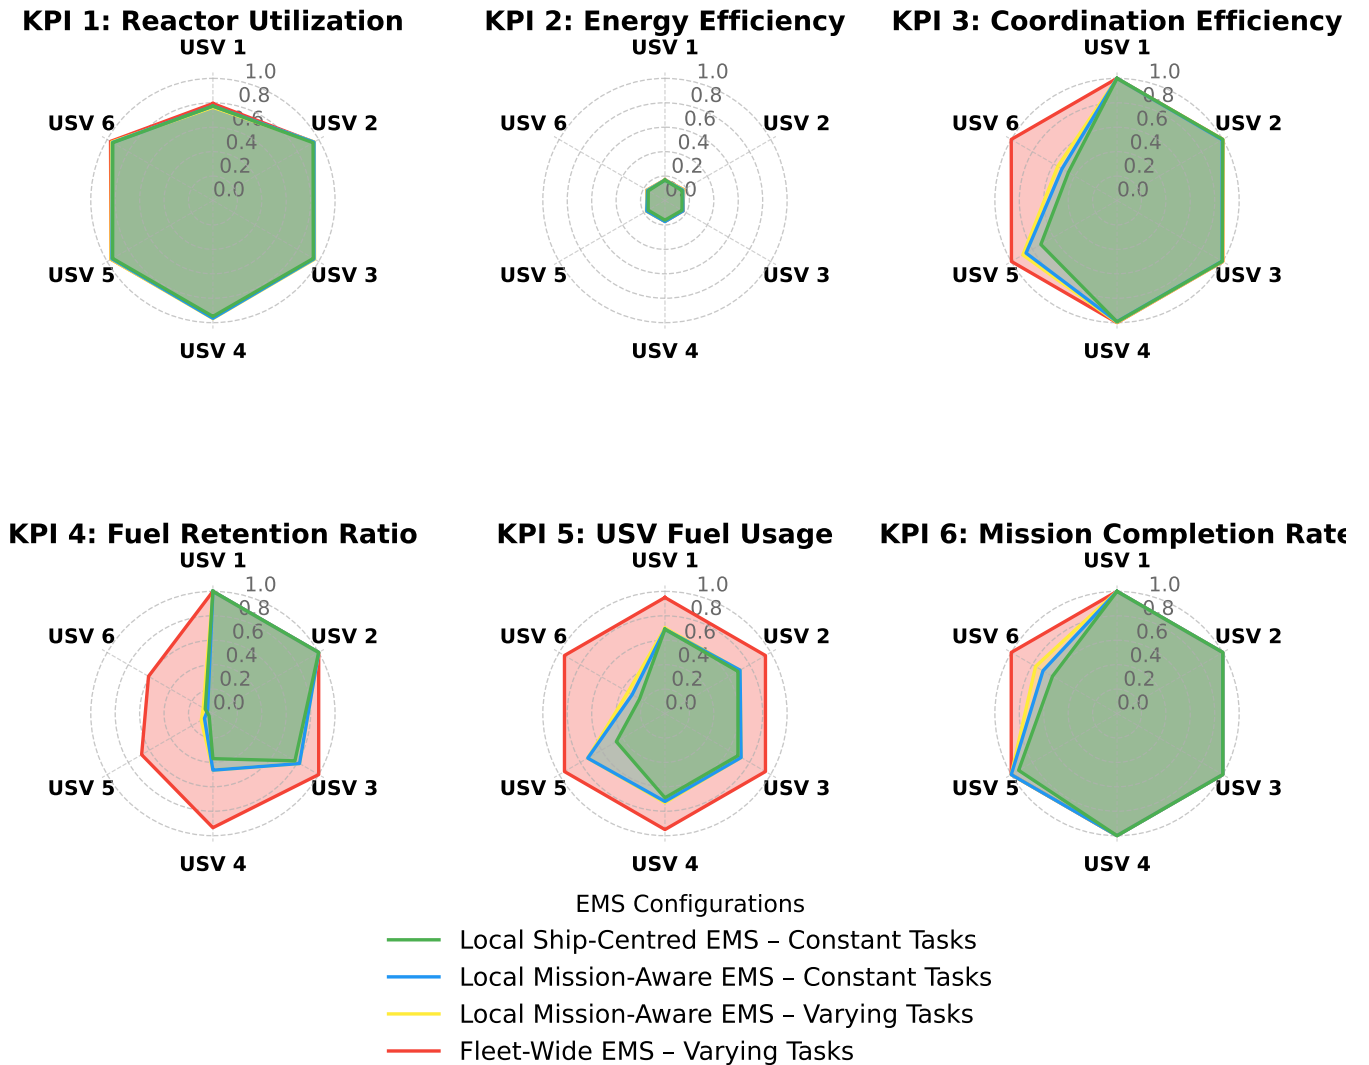 KPI 1: Reactor Utilization
USV 1
1.0
0.8
0.6
0.4
0.2
0.0
USV 2
USV 3
USV 4
USV 5
USV 6
KPI 2: Energy Efficiency
USV 1
1.0
0.8
0.6
0.4
0.2
0.0
USV 2
USV 3
USV 4
USV 5
USV 6
KPI 3: Coordination Efficiency
USV 1
1.0
0.8
0.6
0.4
0.2
0.0
USV 2
USV 3
USV 4
USV 5
USV 6
KPI 4: Fuel Retention Ratio
USV 1
1.0
0.8
0.6
0.4
0.2
0.0
USV 2
USV 3
USV 4
USV 5
USV 6
KPI 5: USV Fuel Usage
USV 1
1.0
0.8
0.6
0.4
0.2
0.0
USV 2
USV 3
USV 4
USV 5
USV 6
KPI 6: Mission Completion Rate
USV 1
1.0
0.8
0.6
0.4
0.2
0.0
USV 2
USV 3
USV 4
USV 5
USV 6
EMS Configurations
Local Ship-Centred EMS – Constant Tasks
Local Mission-Aware EMS – Constant Tasks
Local Mission-Aware EMS – Varying Tasks
Fleet-Wide EMS – Varying Tasks